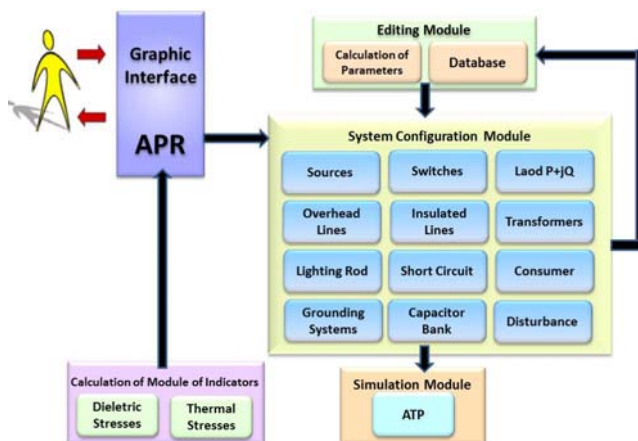 Graphic
Interface
APR
Editing Module
Calculation of
Parameters
Database
System Configuration Module
Sources
Switches
Laod P+jQ
Overhead
Lines
Insulated
Lines
Transformers
Lighting Rod
Short Circuit
Consumer
Grounding
Systems
Capacitor
Bank
Disturbance
Calculation of Module of Indicators
Dieletric
Stresses
Thermal
Stresses
Simulation Module
ATP